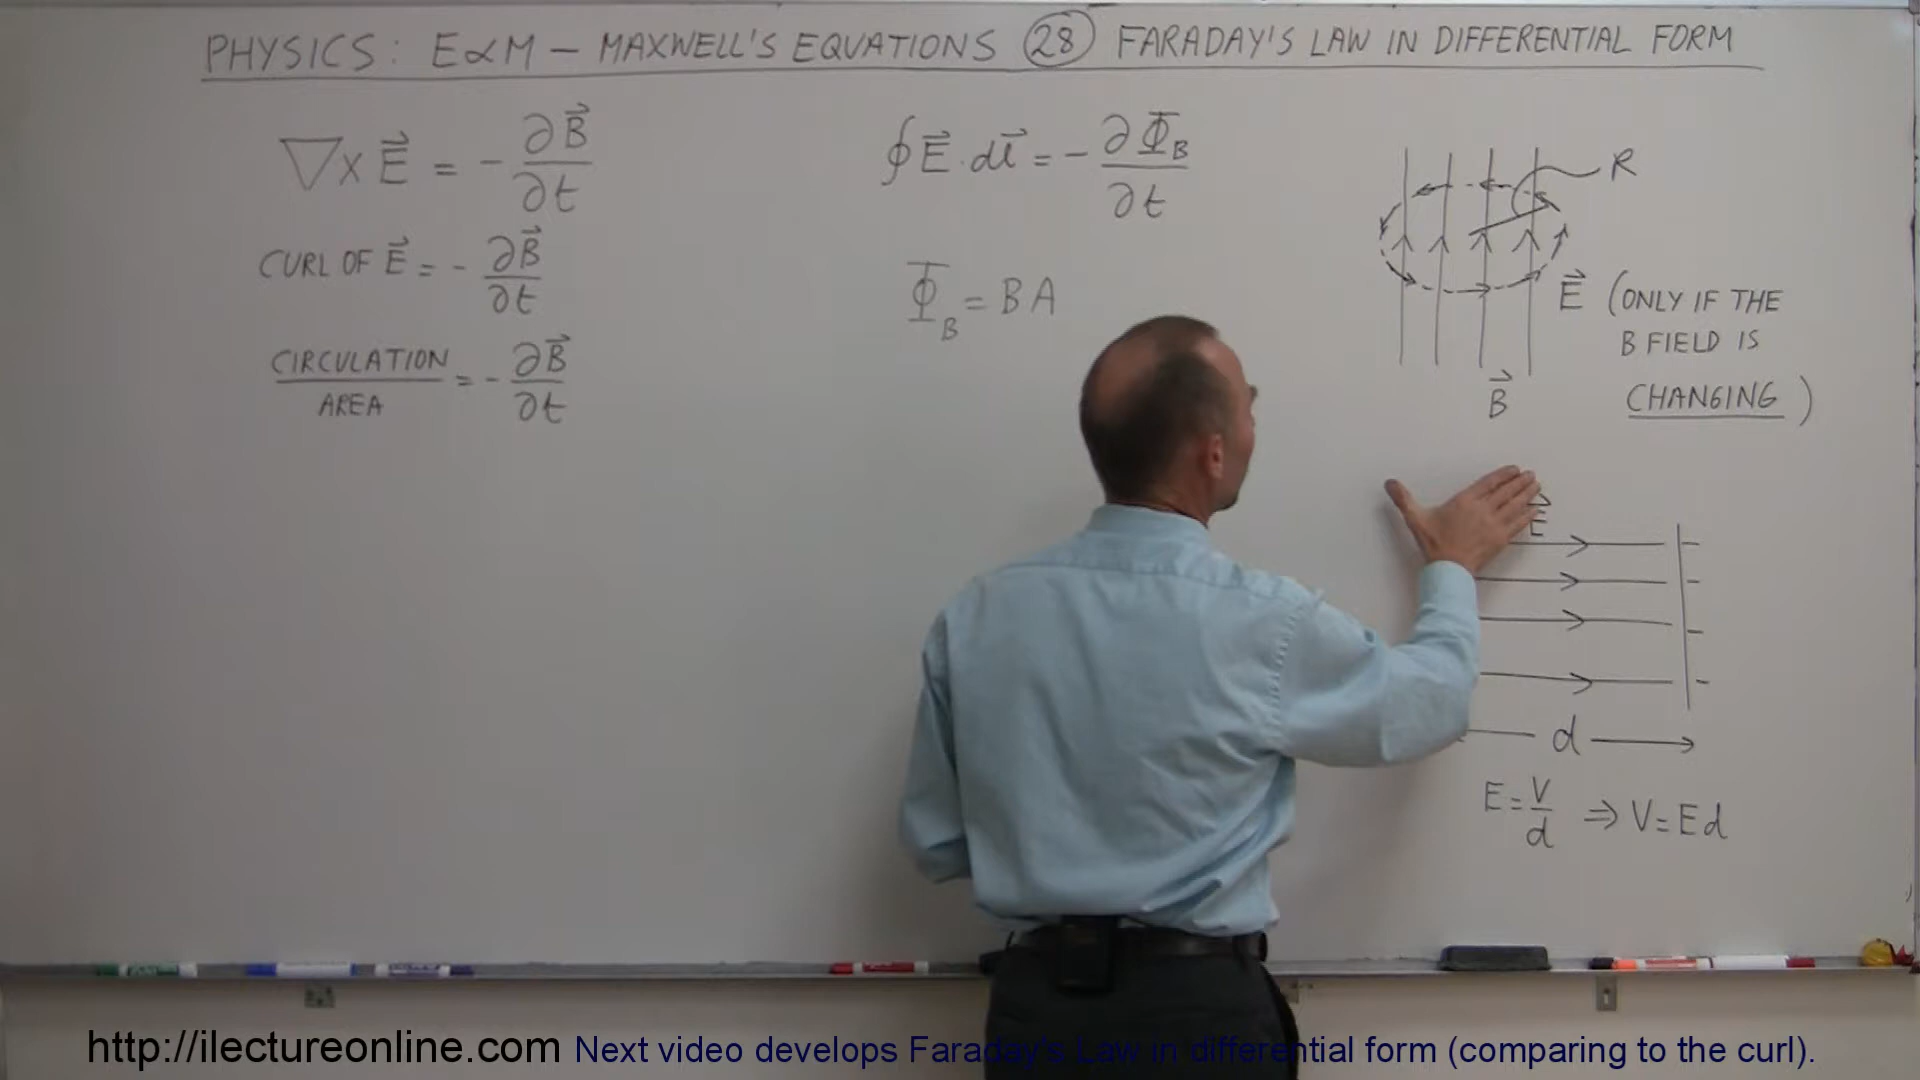 PHYSICS: E&M – MAXWELL'S EQUATIONS (28) FARADAY'S LAW IN DIFFERENTIAL FORM
∇ x E⃗ = - ∂B⃗/∂t
CURL OF E⃗ = - ∂B⃗/∂t
CIRCULATION/AREA = - ∂B⃗/∂t
∮E⃗·dl⃗ = - ∂Φ_B/∂t
Φ_B = BA
R
E⃗ (ONLY IF THE
B FIELD IS
CHANGING)
B⃗
E⃗
d
E = V/d ⇒ V = Ed
http://ilectureonline.com Next video develops Faraday's Law in differential form (comparing to the curl).